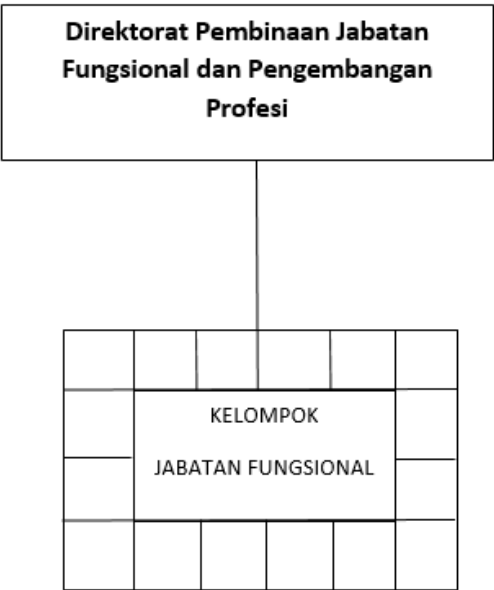 Direktorat Pembinaan Jabatan
Fungsional dan Pengembangan
Profesi
KELOMPOK
JABATAN FUNGSIONAL